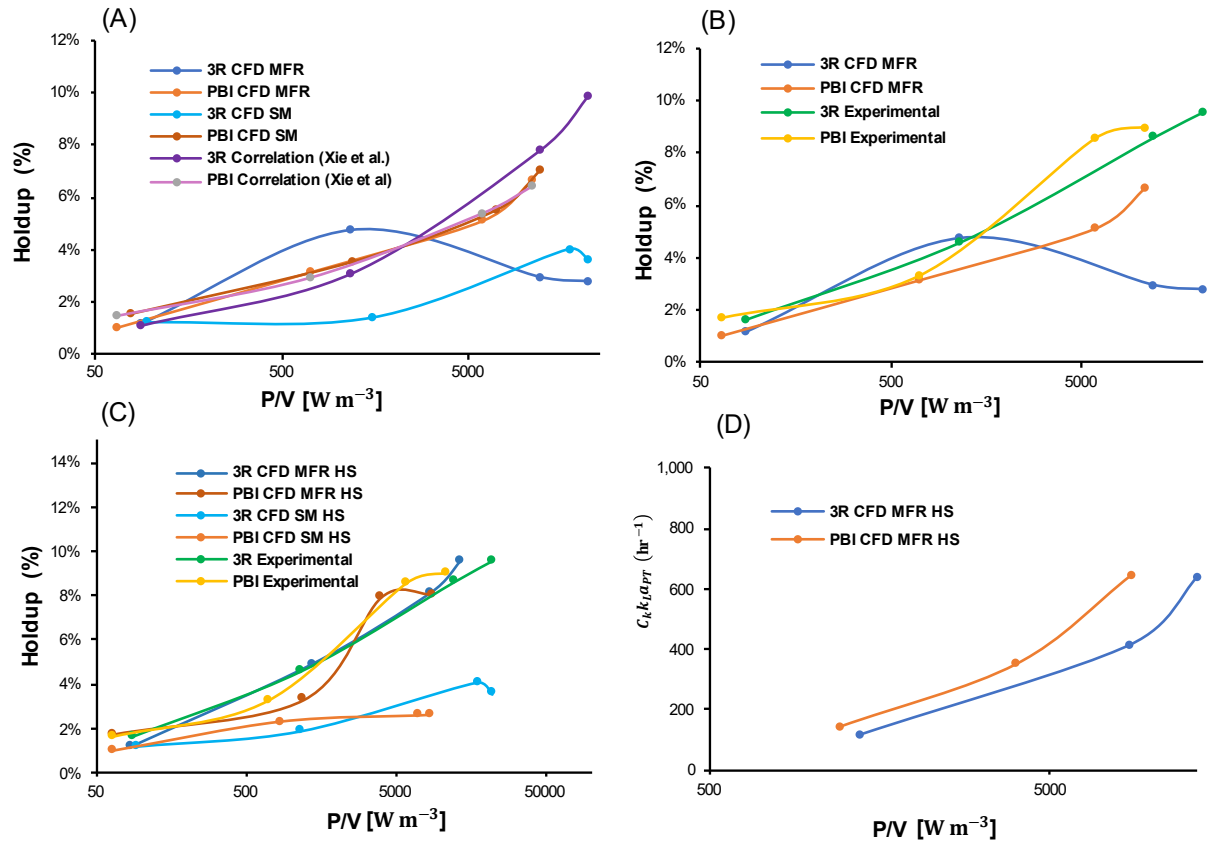 (A)
12%
10%
8%
6%
4%
2%
0%
Holdup (%)
3R CFD MFR
PBI CFD MFR
3R CFD SM
PBI CFD SM
3R Correlation (Xie et al.)
PBI Correlation (Xie et al)
50
500
5000
P/V [W m⁻³]
(B)
12%
10%
8%
6%
4%
2%
0%
Holdup (%)
3R CFD MFR
PBI CFD MFR
3R Experimental
PBI Experimental
50
500
5000
P/V [W m⁻³]
(C)
14%
12%
10%
8%
6%
4%
2%
0%
Holdup (%)
3R CFD MFR HS
PBI CFD MFR HS
3R CFD SM HS
PBI CFD SM HS
3R Experimental
PBI Experimental
50
500
5000
50000
P/V [W m⁻³]
(D)
1,000
800
600
400
200
0
CₖkLaPT (hr⁻¹)
3R CFD MFR HS
PBI CFD MFR HS
500
5000
P/V [W m⁻³]